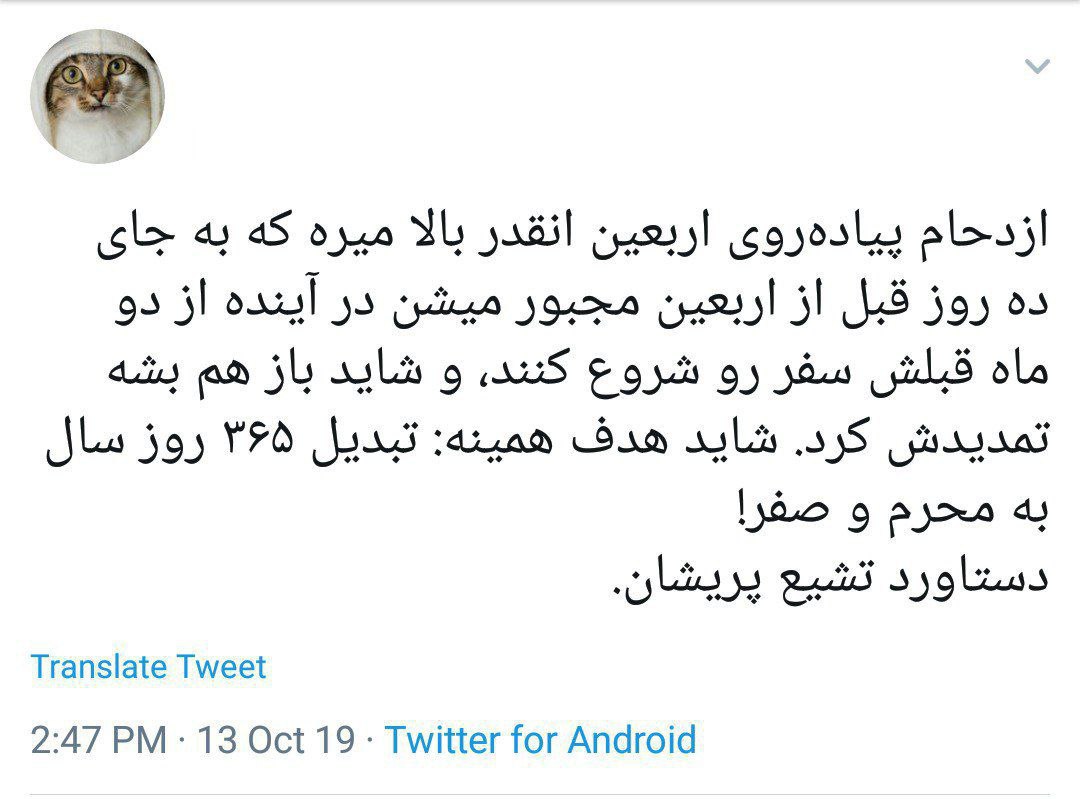 ازدحام پیاده‌روی اربعین انقدر بالا میره که به جای
ده روز قبل از اربعین مجبور میشن در آینده از دو
ماه قبلش سفر رو شروع کنند، و شاید باز هم بشه
تمدیدش کرد. شاید هدف همینه: تبدیل ۳۶۵ روز سال
به محرم و صفر!
دستاورد تشیع پریشان.
Translate Tweet
2:47 PM · 13 Oct 19 · Twitter for Android